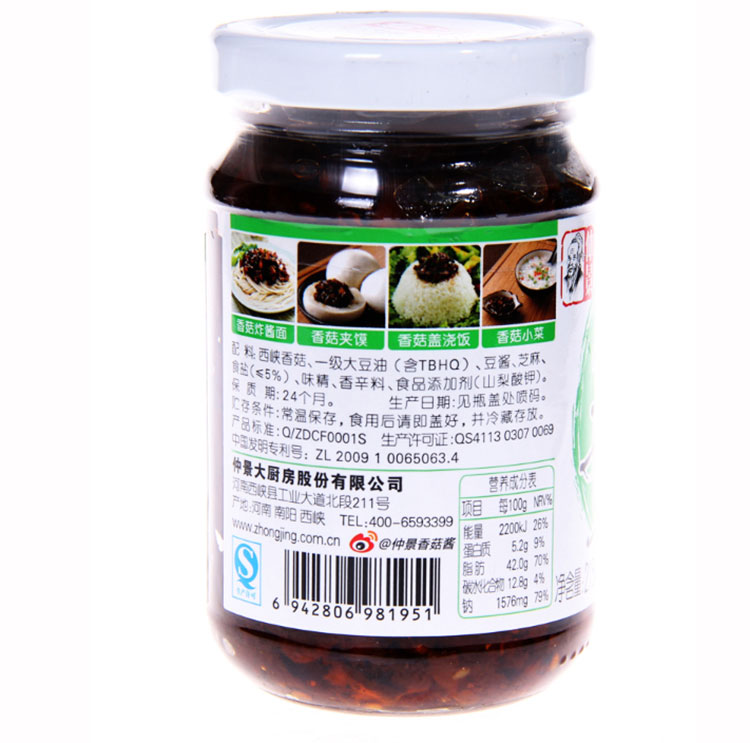 香菇炸酱面 香菇夹馍 香菇盖浇饭 香菇小菜
配 料:西峡香菇、一级大豆油(含TBHQ)、豆酱、芝麻、
食盐(≤5%)、味精、香辛料、食品添加剂(山梨酸钾)。
保 质 期:24个月。 生产日期:见瓶盖处喷码。
贮存条件:常温保存,食用后请即盖好,并冷藏存放。
产品标准:Q/ZDCF0001S 生产许可证:QS4113 0307 0069
中国发明专利号: ZL 2009 1 0065063.4
仲景大厨房股份有限公司
河南西峡县工业大道北段211号
产地:河南 南阳 西峡 TEL:400-6593399
www.zhongjing.com.cn @仲景香菇酱
QS
6 942806 981951
营养成分表
项目 每100g NRV%
能量 2200kJ 26%
蛋白质 5.2g 9%
脂肪 42.0g 70%
碳水化合物 12.8g 4%
钠 1576mg 79%
净含量: